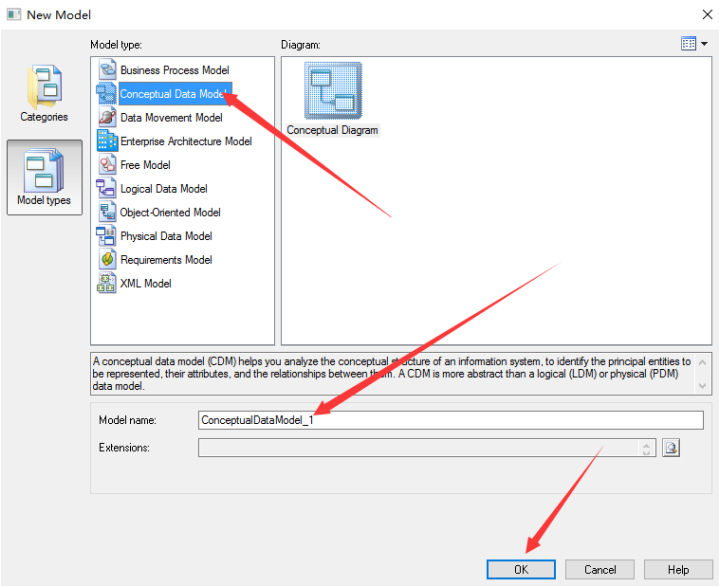 New Model
Model type:
Diagram:
Categories
Model types
Business Process Model
Conceptual Data Model
Data Movement Model
Enterprise Architecture Model
Free Model
Logical Data Model
Object-Oriented Model
Physical Data Model
Requirements Model
XML Model
Conceptual Diagram
A conceptual data model (CDM) helps you analyze the conceptual structure of an information system, to identify the principal entities to
be represented, their attributes, and the relationships between them. A CDM is more abstract than a logical (LDM) or physical (PDM)
data model.
Model name:
ConceptualDataModel_1
Extensions:
OK
Cancel
Help